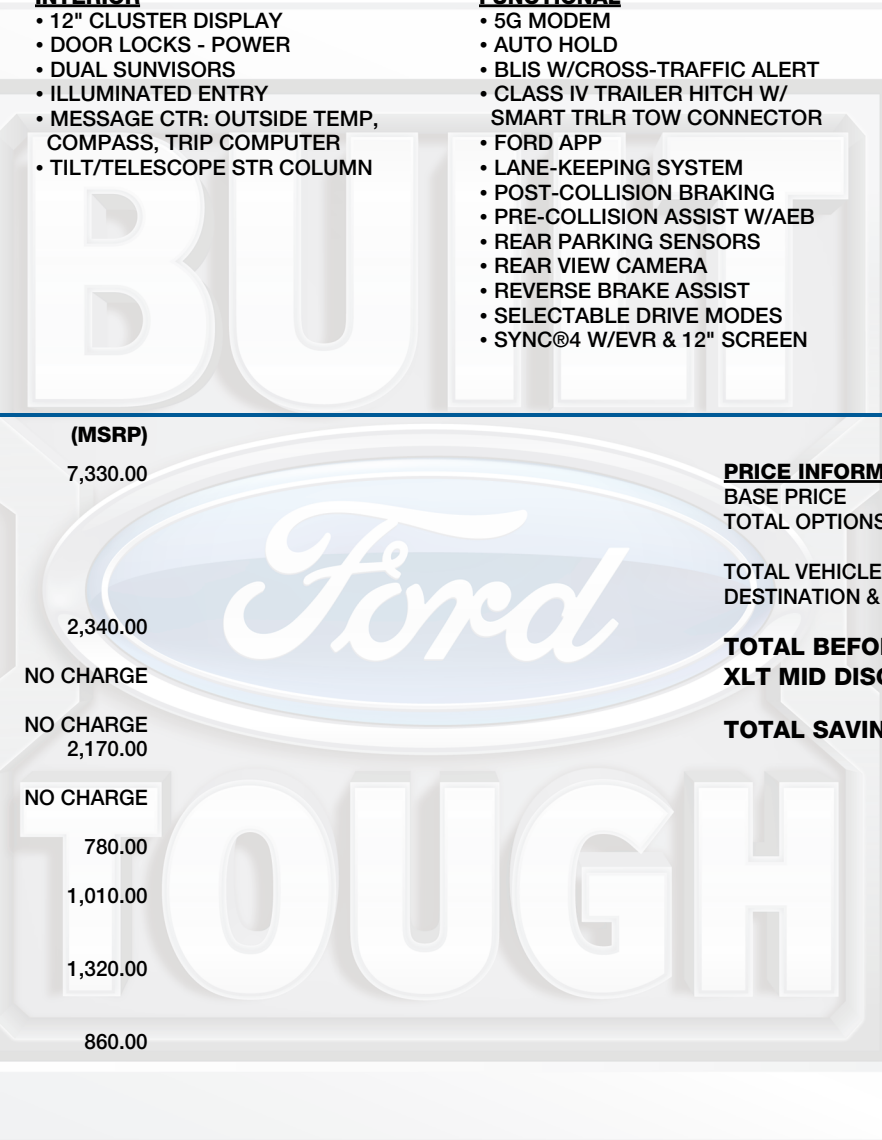 INTERIOR
• 12" CLUSTER DISPLAY
• DOOR LOCKS - POWER
• DUAL SUNVISORS
• ILLUMINATED ENTRY
• MESSAGE CTR: OUTSIDE TEMP,
COMPASS, TRIP COMPUTER
• TILT/TELESCOPE STR COLUMN
FUNCTIONAL
• 5G MODEM
• AUTO HOLD
• BLIS W/CROSS-TRAFFIC ALERT
• CLASS IV TRAILER HITCH W/
SMART TRLR TOW CONNECTOR
• FORD APP
• LANE-KEEPING SYSTEM
• POST-COLLISION BRAKING
• PRE-COLLISION ASSIST W/AEB
• REAR PARKING SENSORS
• REAR VIEW CAMERA
• REVERSE BRAKE ASSIST
• SELECTABLE DRIVE MODES
• SYNC®4 W/EVR & 12" SCREEN
BUILT
(MSRP)
7,330.00
2,340.00
NO CHARGE
NO CHARGE
2,170.00
NO CHARGE
780.00
1,010.00
1,320.00
860.00
Ford
TOUGH
PRICE INFORM
BASE PRICE
TOTAL OPTIONS
TOTAL VEHICLE
DESTINATION &
TOTAL BEFO
XLT MID DISC
TOTAL SAVIN